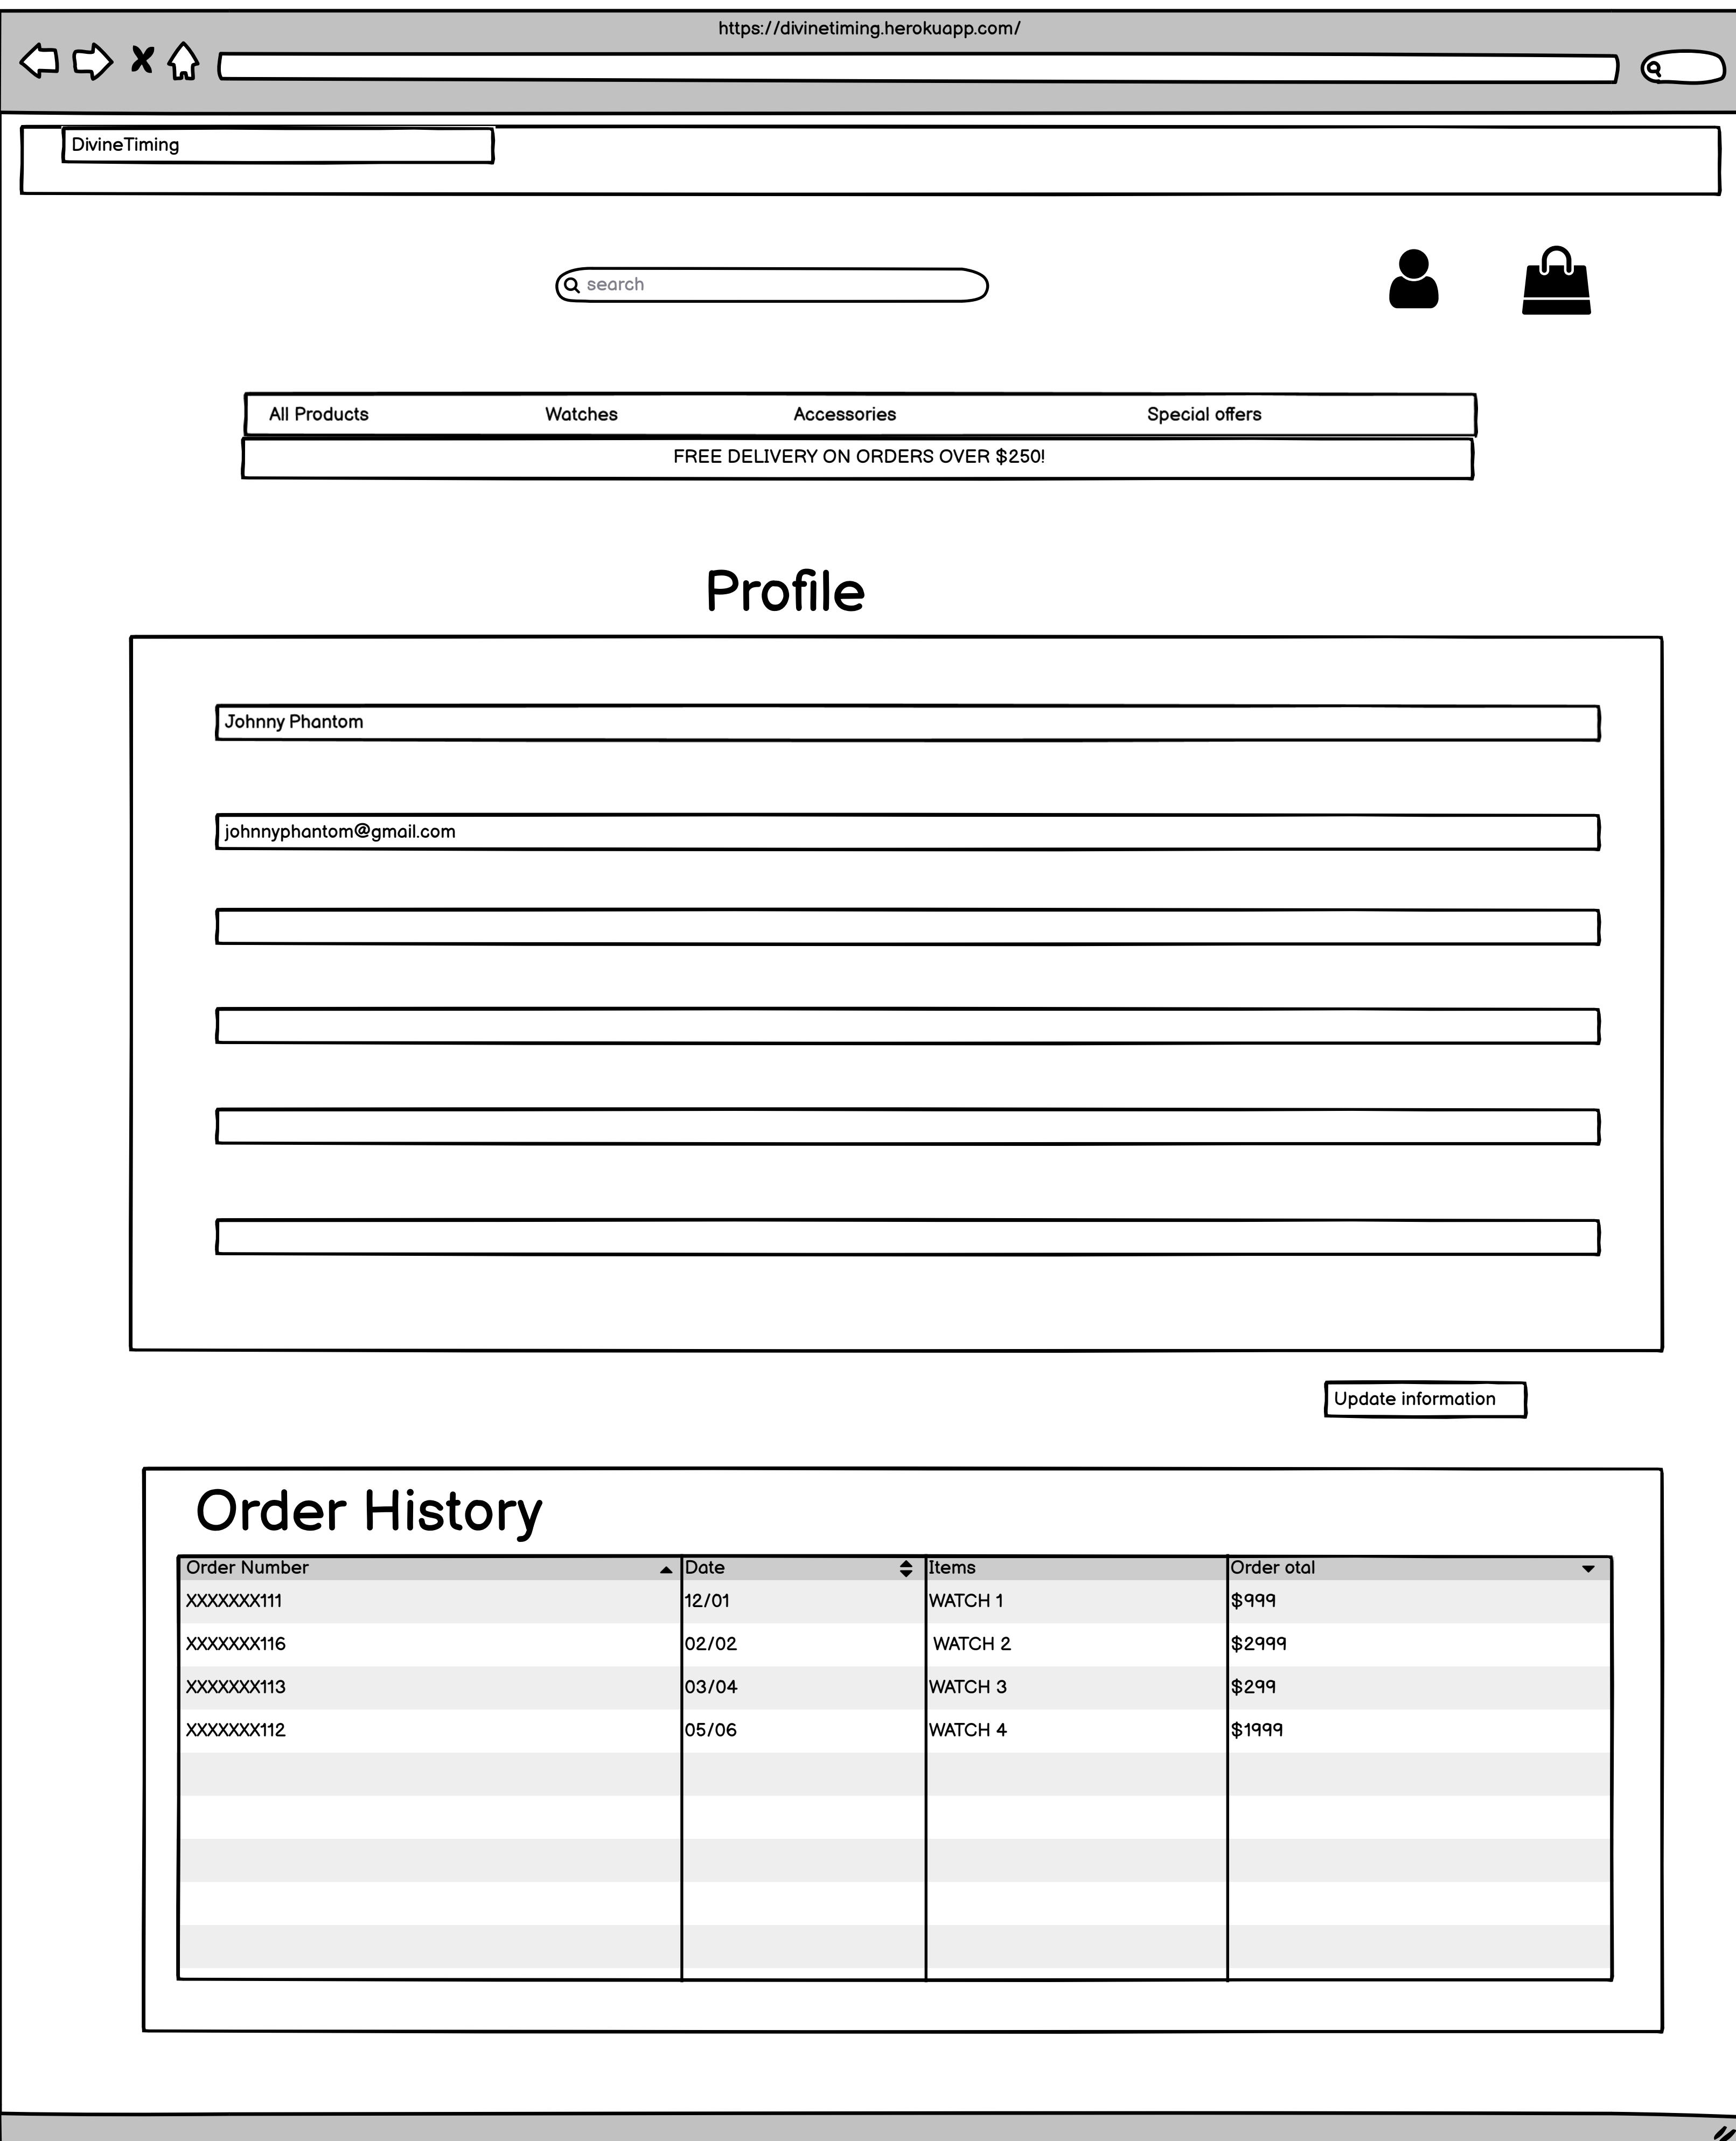 https://divinetiming.herokuapp.com/
DivineTiming
search
All Products Watches Accessories Special offers
FREE DELIVERY ON ORDERS OVER $250!
Profile
Johnny Phantom
johnnyphantom@gmail.com
Update information
Order History
Order Number Date Items Order otal
XXXXXXX111 12/01 WATCH 1 $999
XXXXXXX116 02/02 WATCH 2 $2999
XXXXXXX113 03/04 WATCH 3 $299
XXXXXXX112 05/06 WATCH 4 $1999